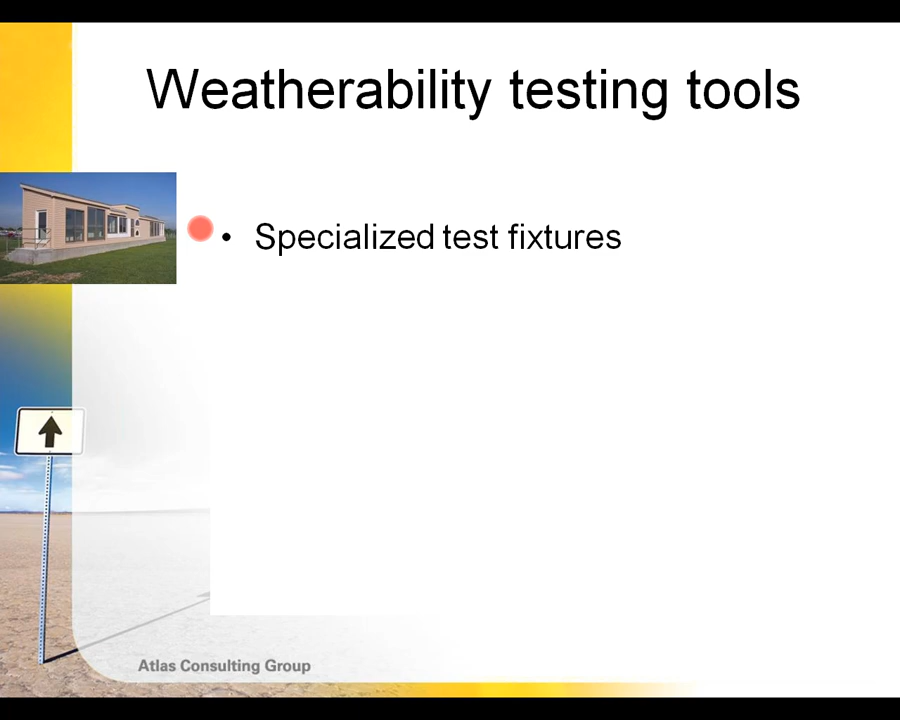 Weatherability testing tools
• Specialized test fixtures
Atlas Consulting Group